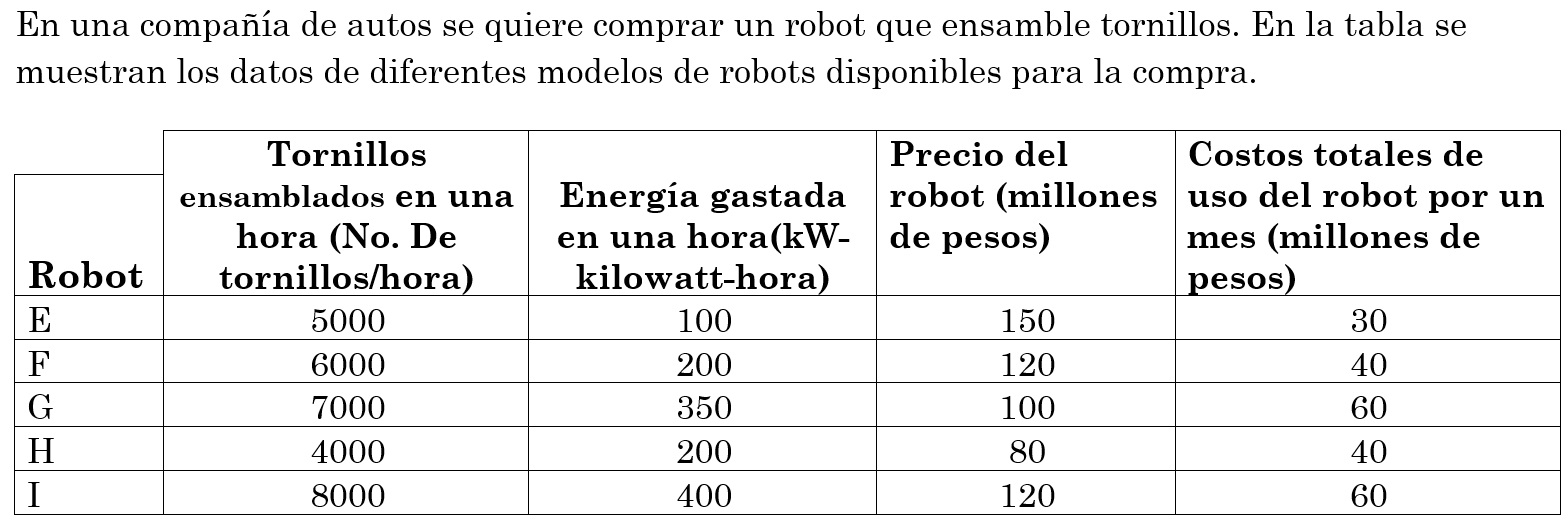 En una compañía de autos se quiere comprar un robot que ensamble tornillos. En la tabla se
muestran los datos de diferentes modelos de robots disponibles para la compra.
Robot | Tornillos ensamblados en una hora (No. De tornillos/hora) | Energía gastada en una hora(kW-kilowatt-hora) | Precio del robot (millones de pesos) | Costos totales de uso del robot por un mes (millones de pesos)
E | 5000 | 100 | 150 | 30
F | 6000 | 200 | 120 | 40
G | 7000 | 350 | 100 | 60
H | 4000 | 200 | 80 | 40
I | 8000 | 400 | 120 | 60